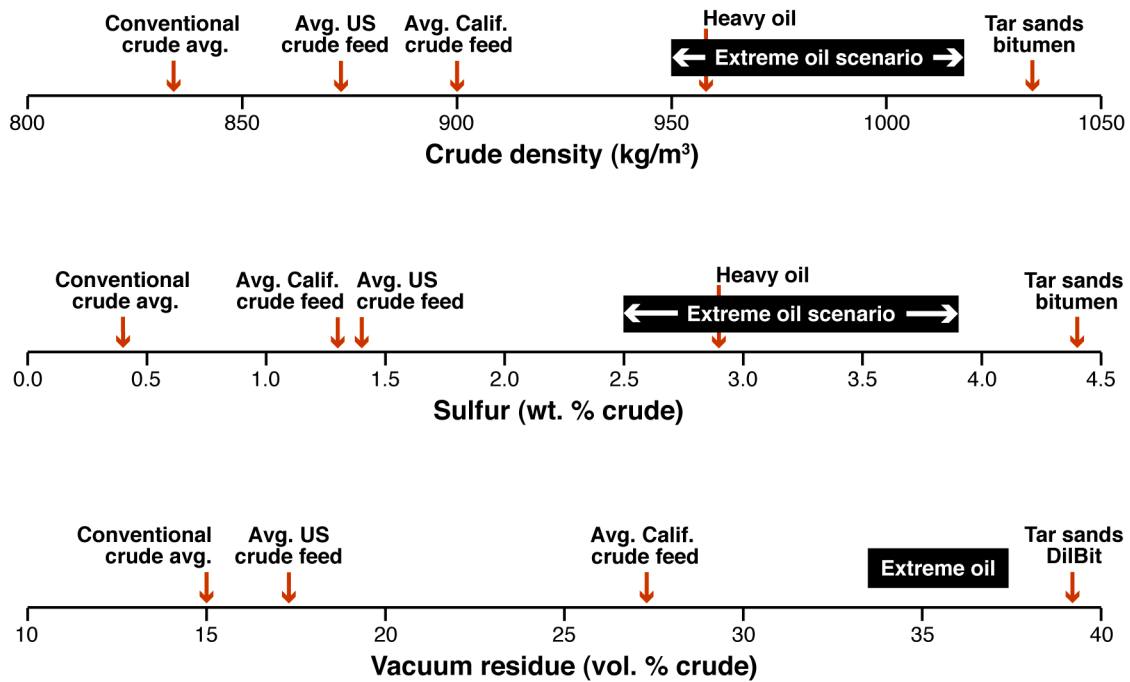 Conventional
crude avg.
Avg. US
crude feed
Avg. Calif.
crude feed
Heavy oil
Extreme oil scenario
Tar sands
bitumen
800 850 900 950 1000 1050
Crude density (kg/m³)
Conventional
crude avg.
Avg. Calif.
crude feed
Avg. US
crude feed
Heavy oil
Extreme oil scenario
Tar sands
bitumen
0.0 0.5 1.0 1.5 2.0 2.5 3.0 3.5 4.0 4.5
Sulfur (wt. % crude)
Conventional
crude avg.
Avg. US
crude feed
Avg. Calif.
crude feed
Extreme oil
Tar sands
DilBit
10 15 20 25 30 35 40
Vacuum residue (vol. % crude)